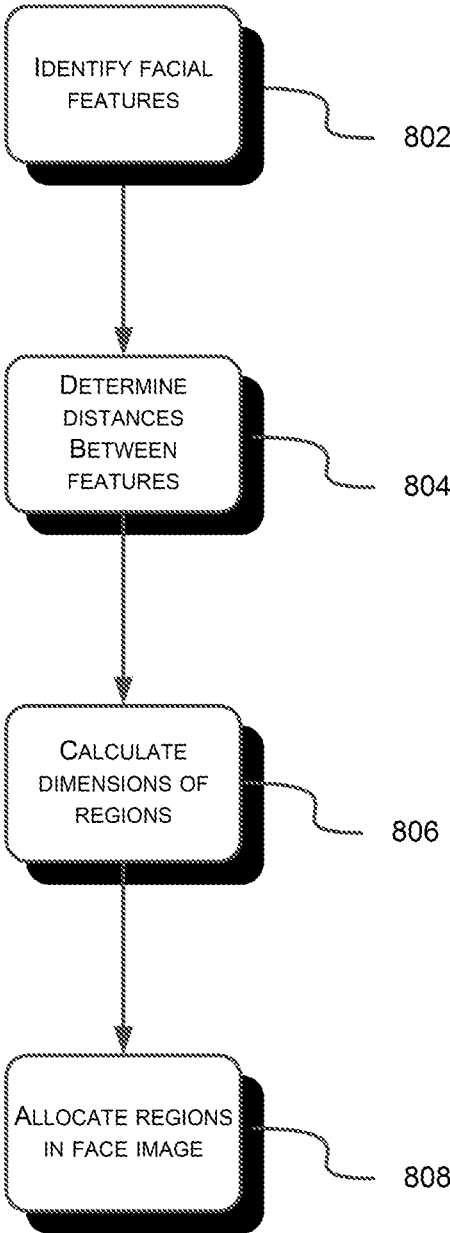 IDENTIFY FACIAL
FEATURES
802
DETERMINE
DISTANCES
BETWEEN
FEATURES
804
CALCULATE
DIMENSIONS OF
REGIONS
806
ALLOCATE REGIONS
IN FACE IMAGE
808